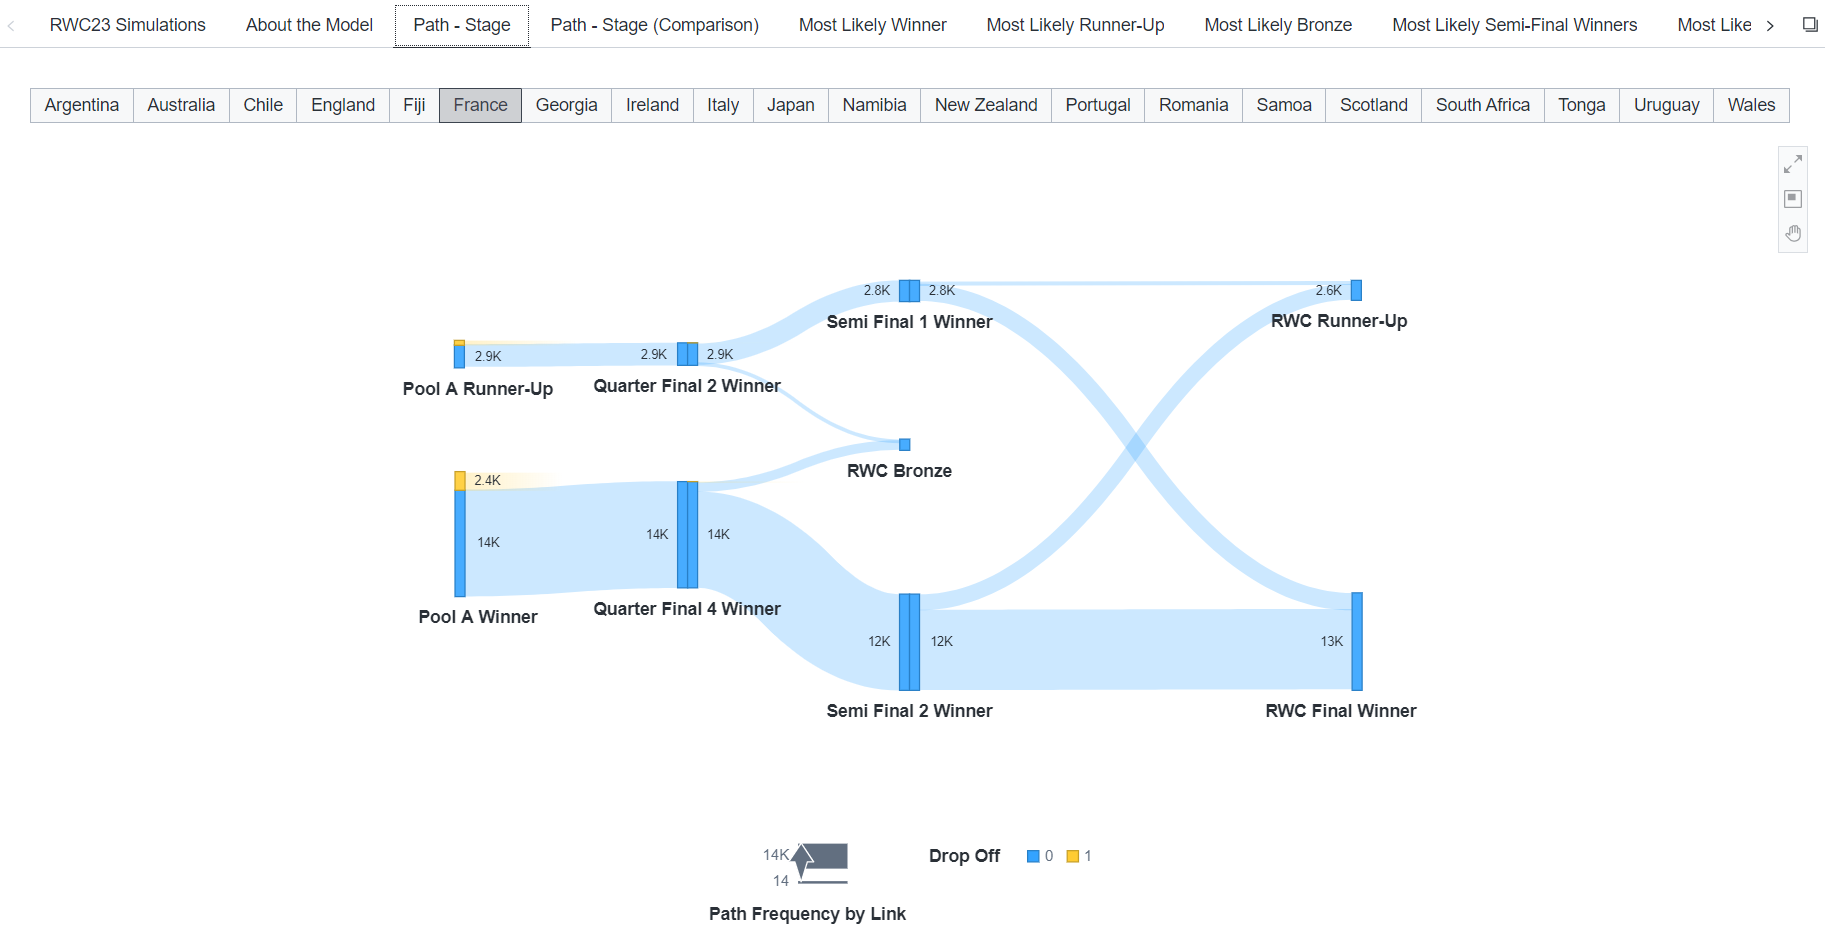 RWC23 Simulations About the Model Path - Stage Path - Stage (Comparison) Most Likely Winner Most Likely Runner-Up Most Likely Bronze Most Likely Semi-Final Winners Most Like
Argentina Australia Chile England Fiji France Georgia Ireland Italy Japan Namibia New Zealand Portugal Romania Samoa Scotland South Africa Tonga Uruguay Wales
2.8K 2.8K 2.6K
Semi Final 1 Winner RWC Runner-Up
2.9K 2.9K 2.9K
Pool A Runner-Up Quarter Final 2 Winner
RWC Bronze
2.4K
14K 14K 14K
Pool A Winner Quarter Final 4 Winner
12K 12K 13K
Semi Final 2 Winner RWC Final Winner
14K Drop Off 0 1
14
Path Frequency by Link